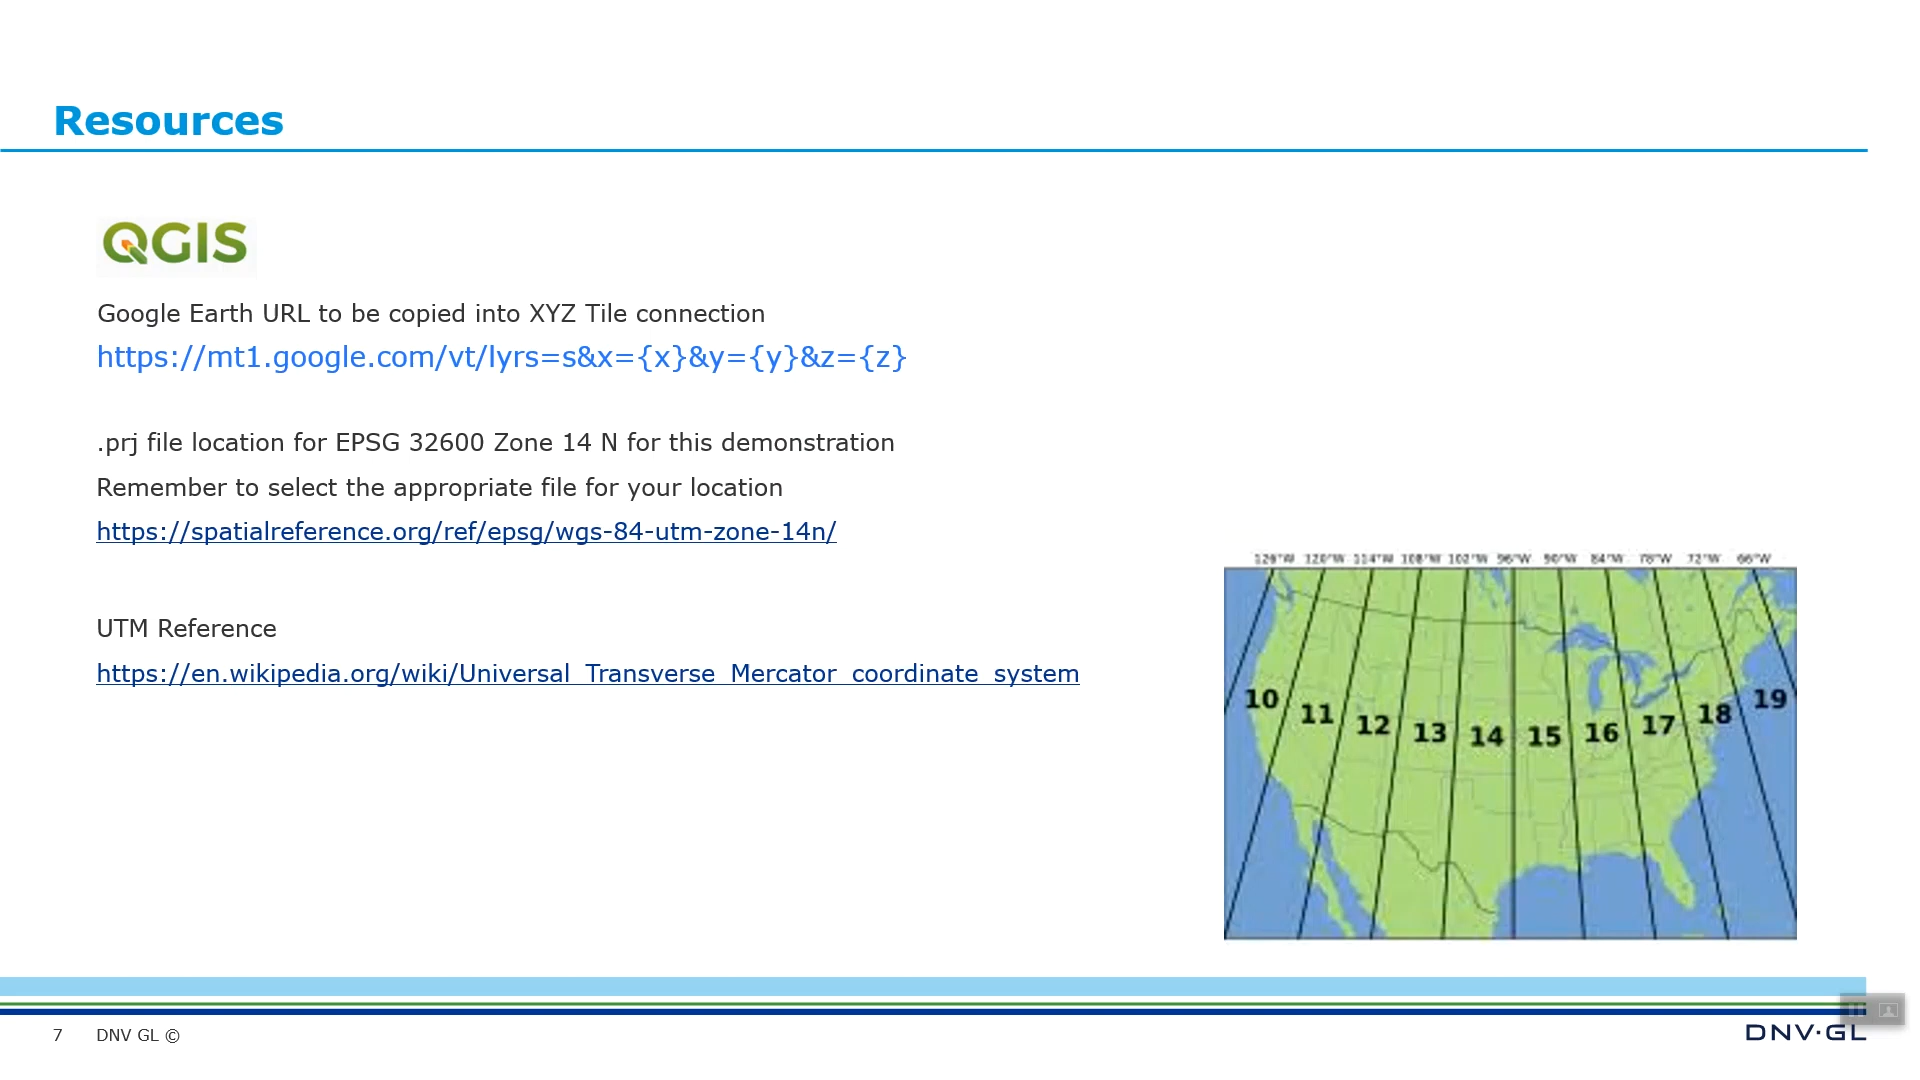 Resources
QGIS
Google Earth URL to be copied into XYZ Tile connection
https://mt1.google.com/vt/lyrs=s&x={x}&y={y}&z={z}
.prj file location for EPSG 32600 Zone 14 N for this demonstration
Remember to select the appropriate file for your location
https://spatialreference.org/ref/epsg/wgs-84-utm-zone-14n/
UTM Reference
https://en.wikipedia.org/wiki/Universal_Transverse_Mercator_coordinate_system
126°W 120°W 114°W 108°W 102°W 96°W 90°W 84°W 78°W 72°W 66°W
10 11 12 13 14 15 16 17 18 19
7 DNV GL ©
DNV·GL